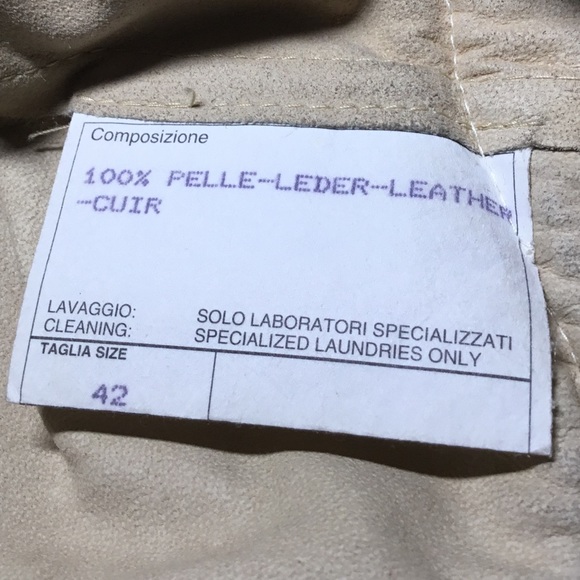 Composizione
100% PELLE-LEDER-LEATHER
-CUIR
LAVAGGIO: SOLO LABORATORI SPECIALIZZATI
CLEANING: SPECIALIZED LAUNDRIES ONLY
TAGLIA SIZE
42